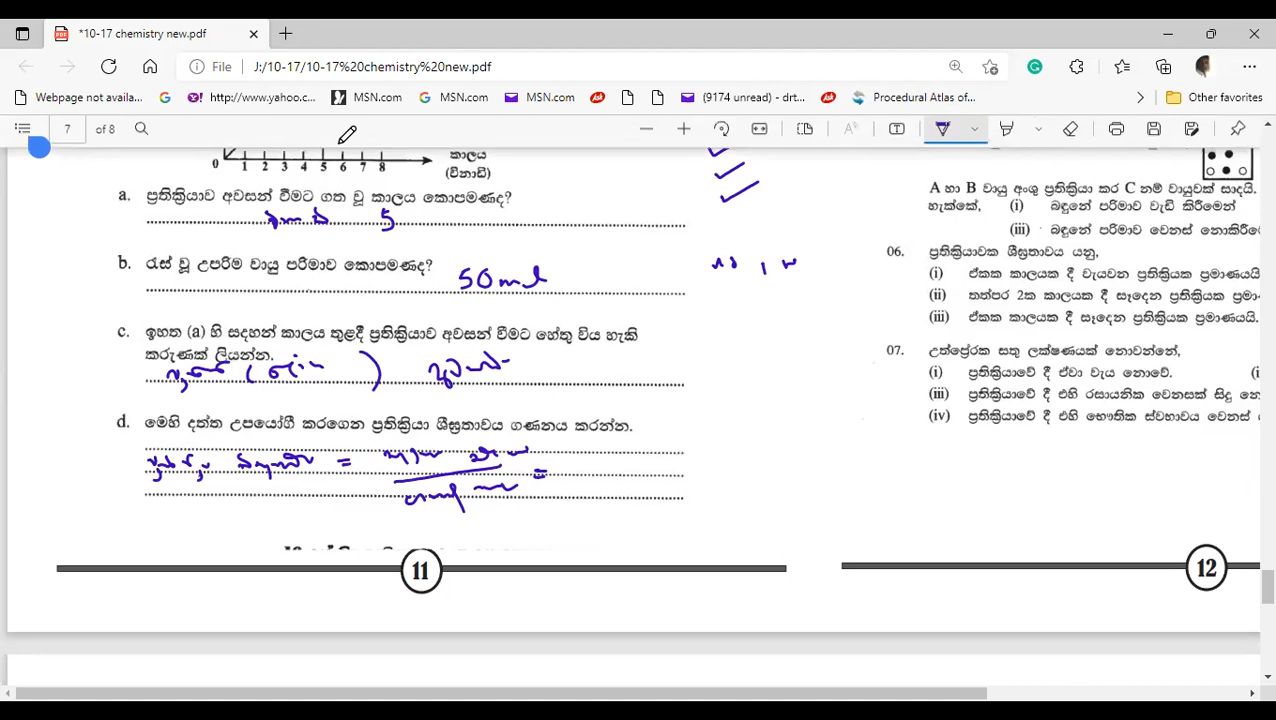 *10-17 chemistry new.pdf
File J:/10-17/10-17%20chemistry%20new.pdf
Webpage not availa... http://www.yahoo.c... MSN.com MSN.com MSN.com (9174 unread) - drt... Procedural Atlas of... Other favorites
7 of 8
0 1 2 3 4 5 6 7 8
කාලය
(විනාඩි)
a. ප්‍රතික්‍රියාව අවසන් වීමට ගත වූ කාලය කොපමණද?
5
b. රැස් වූ උපරිම වායු පරිමාව කොපමණද?
50ml
c. ඉහත (a) හි සදහන් කාලය තුළදී ප්‍රතික්‍රියාව අවසන් වීමට හේතු විය හැකි
කරුණක් ලියන්න.
d. මෙහි දත්ත උපයෝගී කරගෙන ප්‍රතික්‍රියා ශීඝ්‍රතාවය ගණනය කරන්න.
= =
11
A හා B වායු අංශු ප්‍රතික්‍රියා කර C නම් වායුවක් සාදයි.
හැක්කේ, (i) බඳුනේ පරිමාව වැඩි කිරීමෙන්
(iii) බඳුනේ පරිමාව වෙනස් නොකිරී
06. ප්‍රතික්‍රියාවක ශීඝ්‍රතාවය යනු,
(i) ඒකක කාලයක දී වැයවන ප්‍රතික්‍රියක ප්‍රමාණයයි
(ii) තත්පර 2ක කාලයක දී සෑදෙන ප්‍රතික්‍රියක ප්‍රමා
(iii) ඒකක කාලයක දී සෑදෙන ප්‍රතික්‍රියක ප්‍රමාණයයි.
07. උත්ප්‍රේරක සතු ලක්ෂණයක් නොවන්නේ,
(i) ප්‍රතික්‍රියාවේ දී ඒවා වැය නොවේ. (i
(iii) ප්‍රතික්‍රියාවේ දී එහි රසායනික වෙනසක් සිදු නො
(iv) ප්‍රතික්‍රියාවේ දී එහි භෞතික ස්වභාවය වෙනස්
12